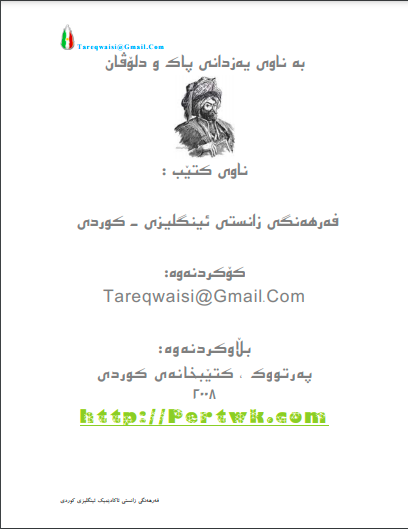 Tareqwaisi@Gmail.Com
بە ناوی یەزدانی پاک و دلۆڤان
ناوی کتێب :
فەرهەنگی زانستی ئینگلیزی - کوردی
کۆکردنەوە:
Tareqwaisi@Gmail.Com
بڵاوکردنەوە:
پەرتووک ، کتێبخانەی کوردی
٢٠٠٨
http://Pertwk.com
فەرهەنگی زانستی ئاکادیمیک ئینگلیزی کوردی